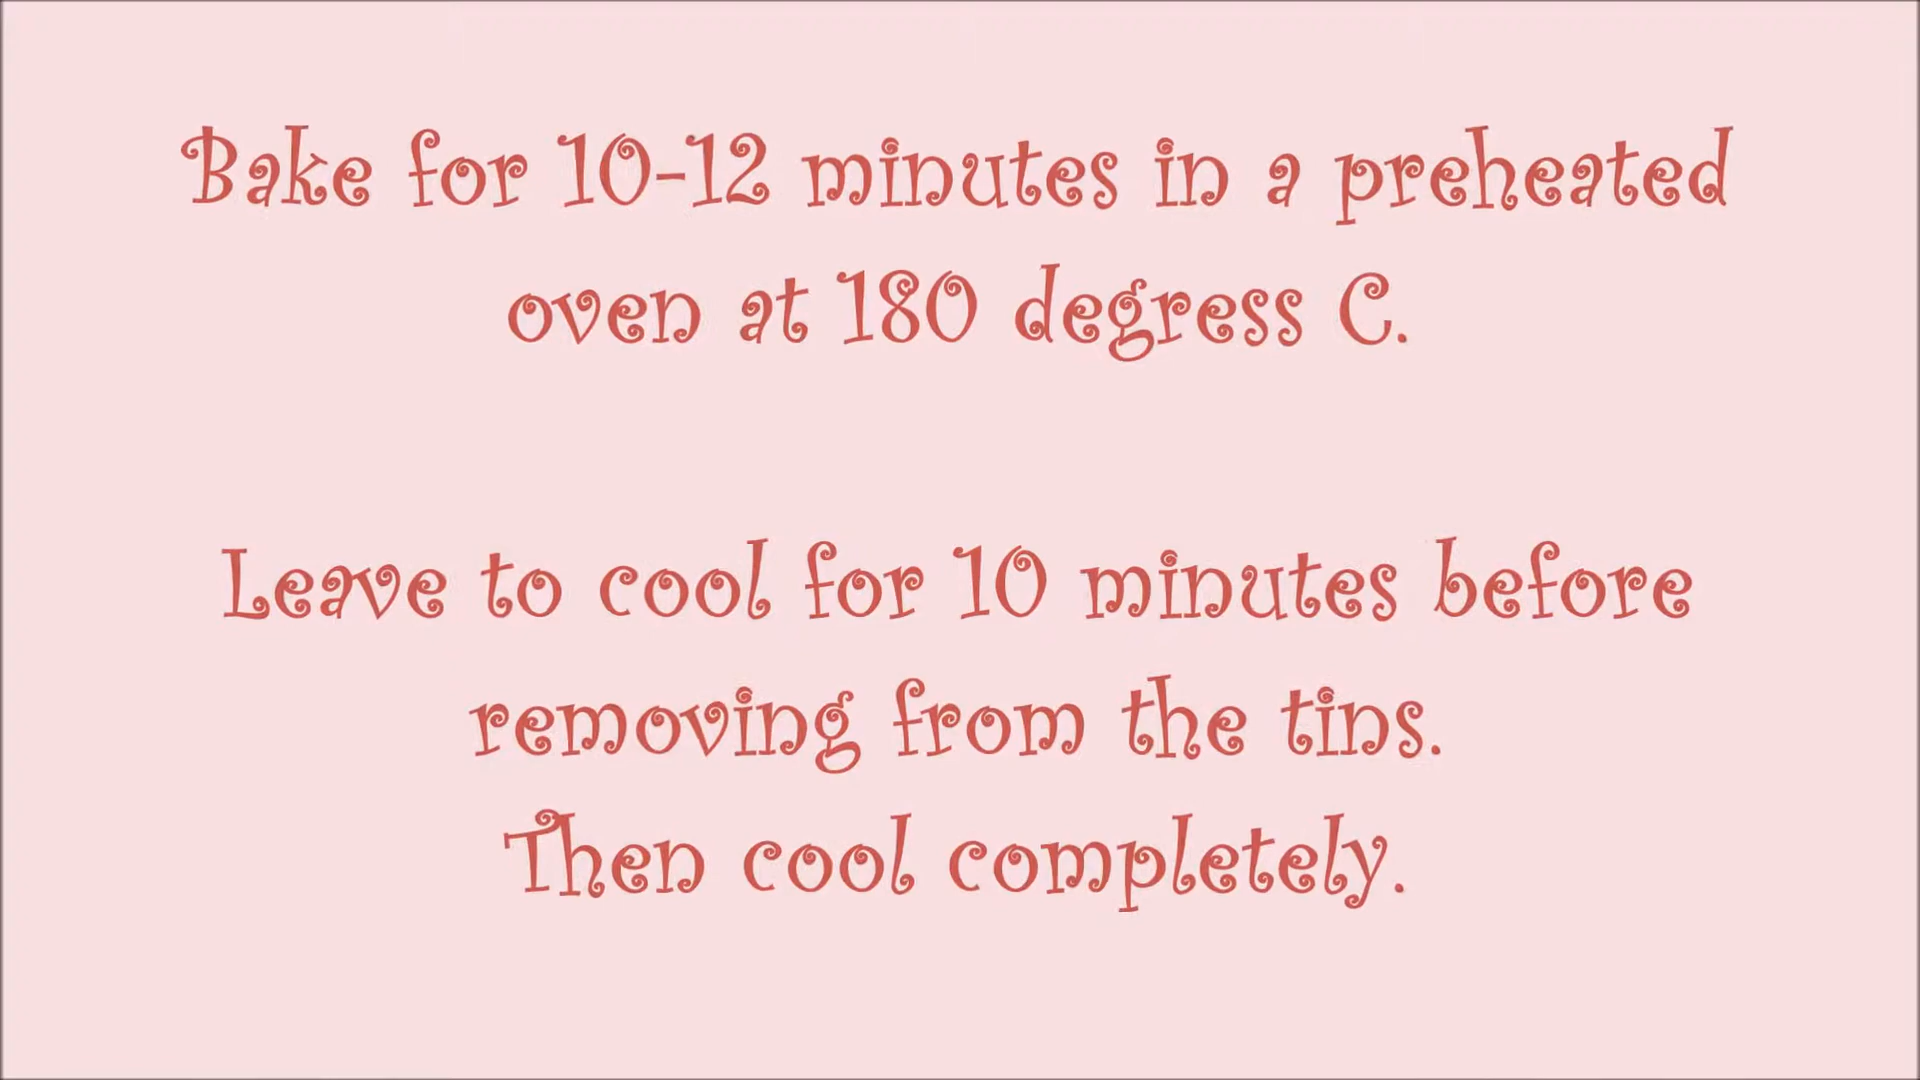 Bake for 10-12 minutes in a preheated
oven at 180 degress C.
Leave to cool for 10 minutes before
removing from the tins.
Then cool completely.